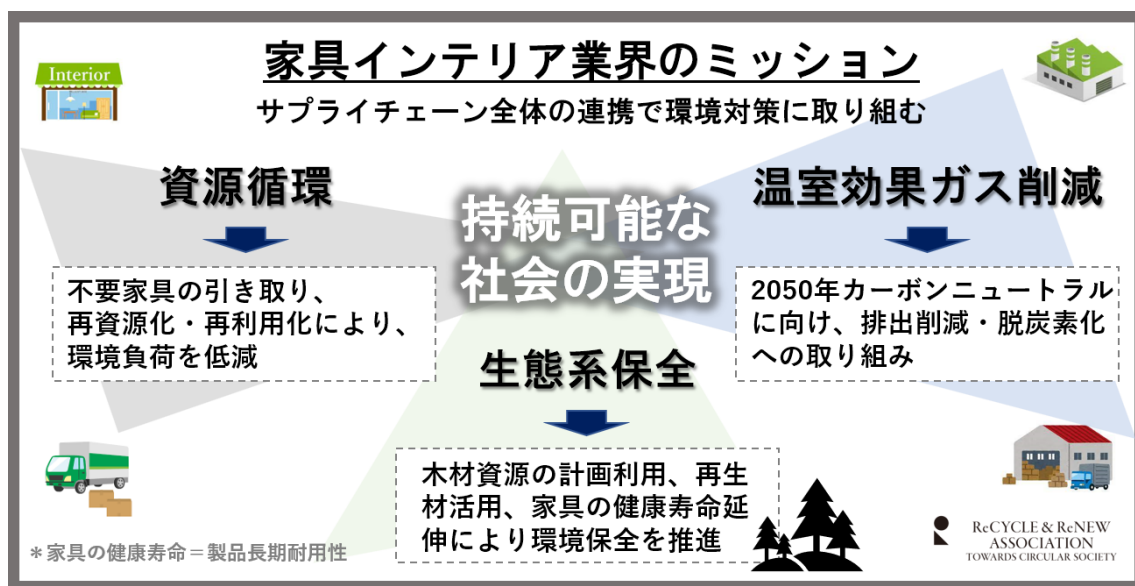 Interior
家具インテリア業界のミッション
サプライチェーン全体の連携で環境対策に取り組む
資源循環
不要家具の引き取り、
再資源化・再利用化により、
環境負荷を低減
持続可能な
社会の実現
温室効果ガス削減
2050年カーボンニュートラル
に向け、排出削減・脱炭素化
への取り組み
生態系保全
木材資源の計画利用、再生
材活用、家具の健康寿命延
伸により環境保全を推進
＊家具の健康寿命＝製品長期耐用性
ReCYCLE & ReNEW
ASSOCIATION
TOWARDS CIRCULAR SOCIETY